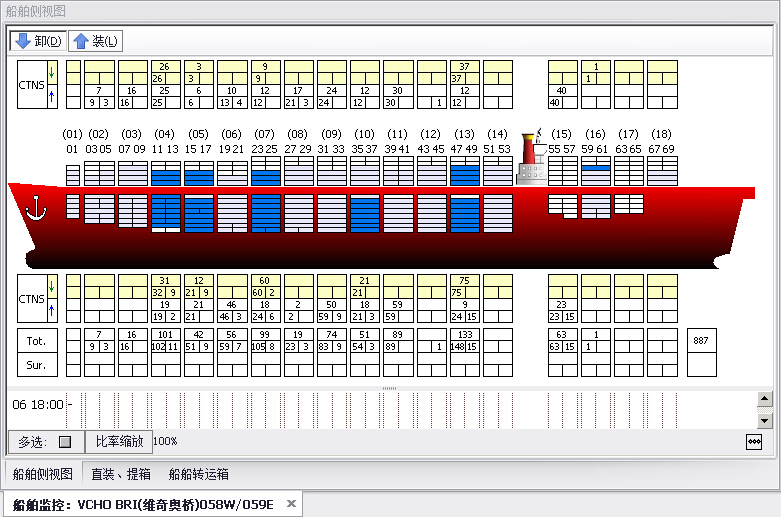 船舶侧视图
卸(D) 装(L)
26 3 9 37 1
CTNS 26 3 9 37 1
7 16 25 6 10 12 17 24 12 30 12 40
9 3 16 25 6 13 4 12 21 3 24 12 30 1 12 40
(01) (02) (03) (04) (05) (06) (07) (08) (09) (10) (11) (12) (13) (14) (15) (16) (17) (18)
01 03 05 07 09 11 13 15 17 19 21 23 25 27 29 31 33 35 37 39 41 43 45 47 49 51 53 55 57 59 61 63 65 67 69
31 12 60 21 75
CTNS 32 9 21 9 60 2 21 75
19 21 46 18 2 50 18 59 9 23
19 2 21 46 3 24 6 2 59 9 21 3 59 24 15 23 15
Tot. 7 16 101 42 56 99 19 74 51 89 133 63 1 887
9 3 16 102 11 51 9 59 7 105 8 23 3 83 9 54 3 89 1 148 15 63 15 1
Sur.
06 18:00
多选: 比率缩放 100%
船舶侧视图 直装、提箱 船舶转运箱
船舶监控: VCHO BRI(维奇奥桥)058W/059E